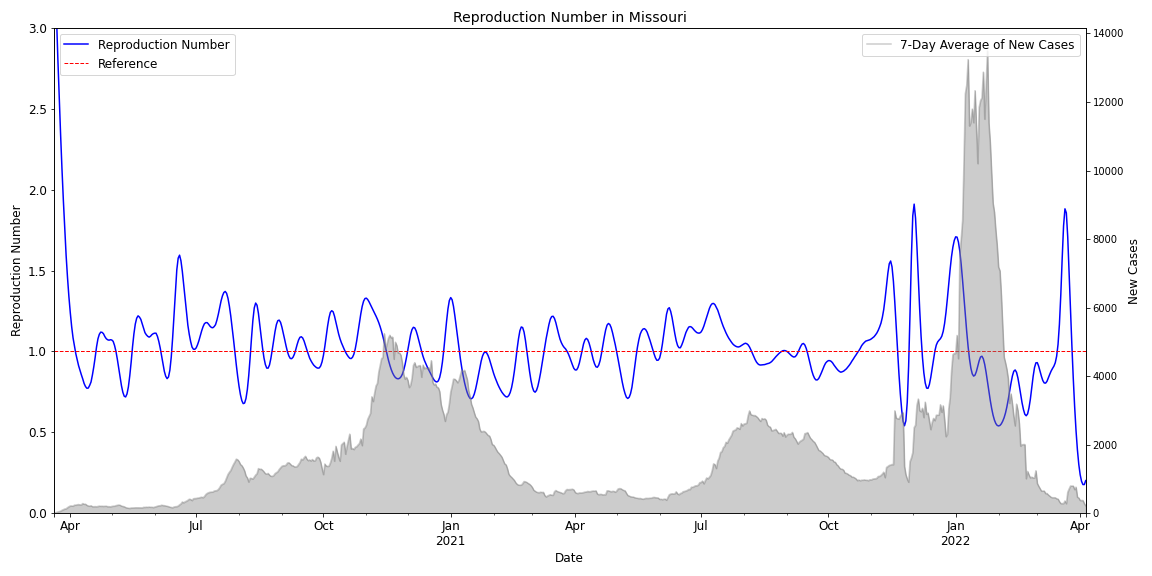 Reproduction Number in Missouri
Reproduction Number
Reference
7-Day Average of New Cases
3.0
2.5
2.0
1.5
1.0
0.5
0.0
Reproduction Number
14000
12000
10000
8000
6000
4000
2000
0
New Cases
Apr
Jul
Oct
Jan
2021
Apr
Jul
Oct
Jan
2022
Apr
Date